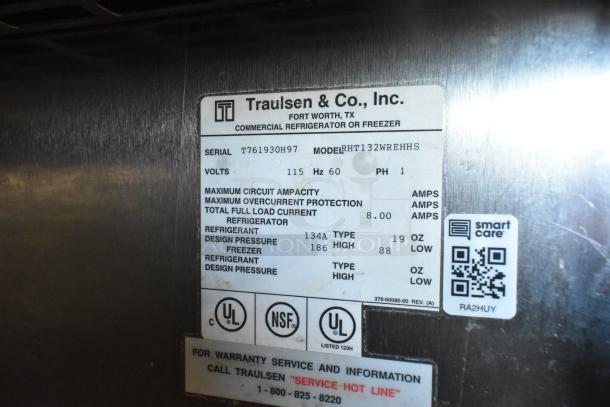 Traulsen & Co., Inc.
FORT WORTH, TX
COMMERCIAL REFRIGERATOR OR FREEZER
SERIAL T761930H97 MODEL RHT132WREHHS
VOLTS 115 Hz 60 PH 1
MAXIMUM CIRCUIT AMPACITY AMPS
MAXIMUM OVERCURRENT PROTECTION AMPS
TOTAL FULL LOAD CURRENT 8.00 AMPS
REFRIGERATOR
REFRIGERANT 134A TYPE 19 OZ
DESIGN PRESSURE 186 HIGH 88 LOW
FREEZER
REFRIGERANT TYPE OZ
DESIGN PRESSURE HIGH LOW
370-60080-00 REV. (A)
C UL NSF UL
LISTED 123H
smart
care
RA2HUY
FOR WARRANTY SERVICE AND INFORMATION
CALL TRAULSEN "SERVICE HOT LINE"
1 - 800 - 825 - 8220